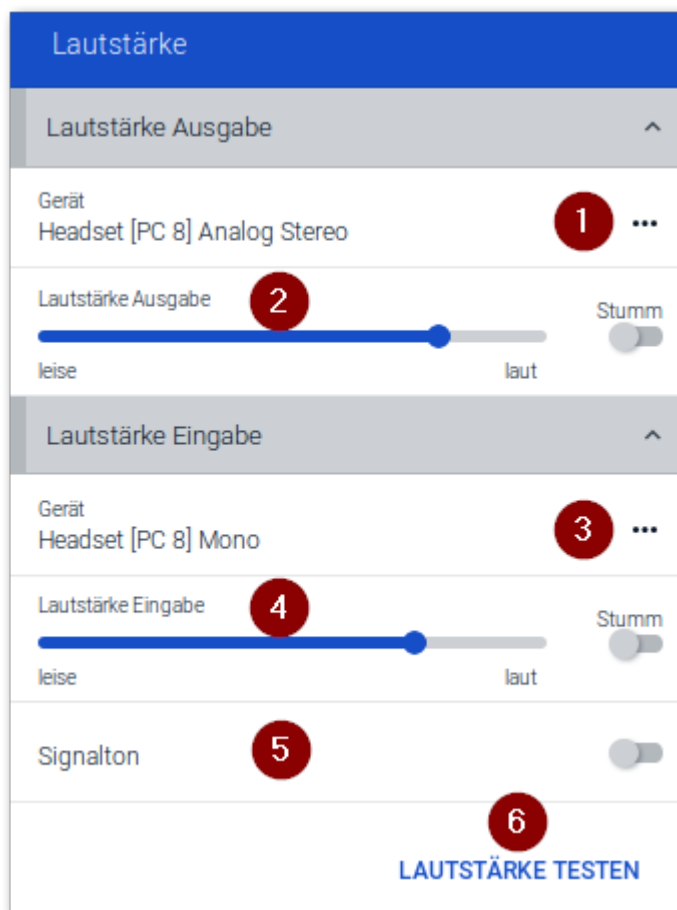 Lautstärke
Lautstärke Ausgabe
Gerät
Headset [PC 8] Analog Stereo
1
Lautstärke Ausgabe
2
Stumm
leise
laut
Lautstärke Eingabe
Gerät
Headset [PC 8] Mono
3
Lautstärke Eingabe
4
Stumm
leise
laut
Signalton
5
6
LAUTSTÄRKE TESTEN